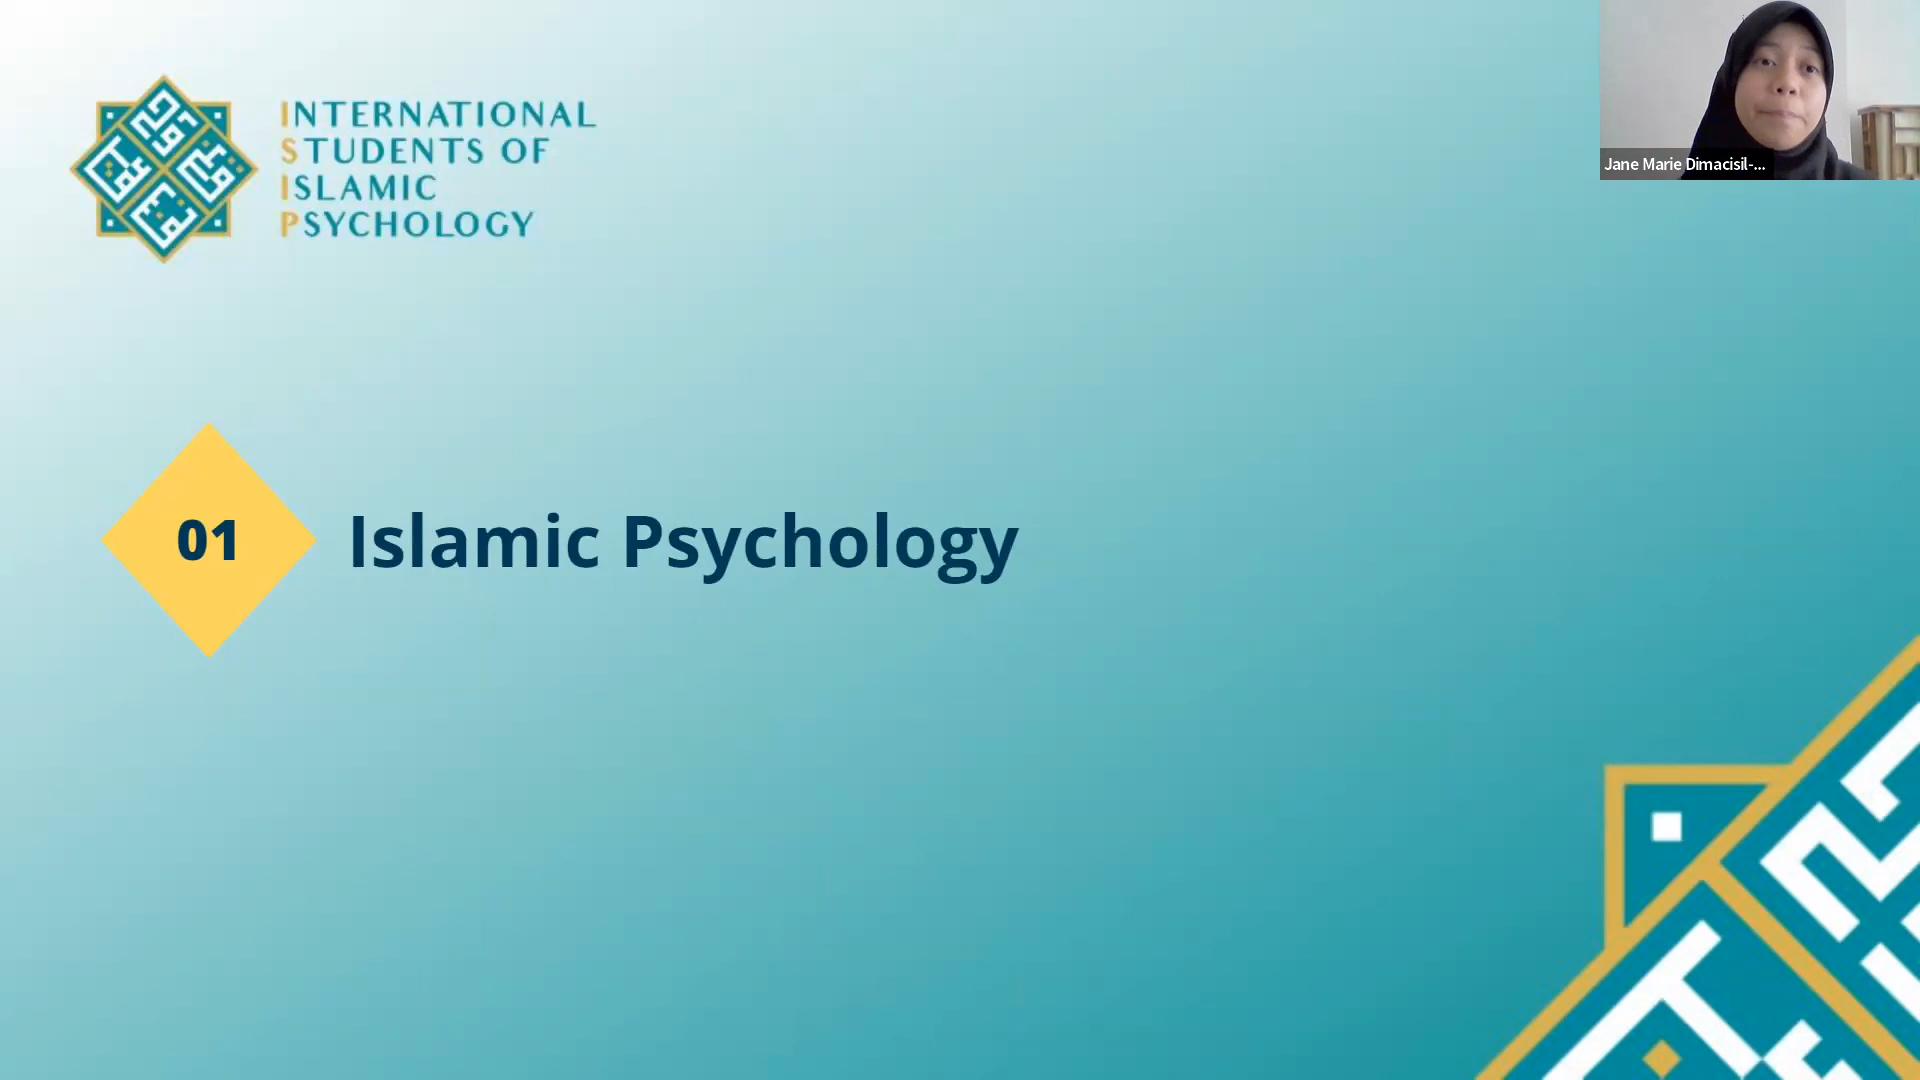 INTERNATIONAL
STUDENTS OF
ISLAMIC
PSYCHOLOGY
Jane Marie Dimacisil-...
01
Islamic Psychology